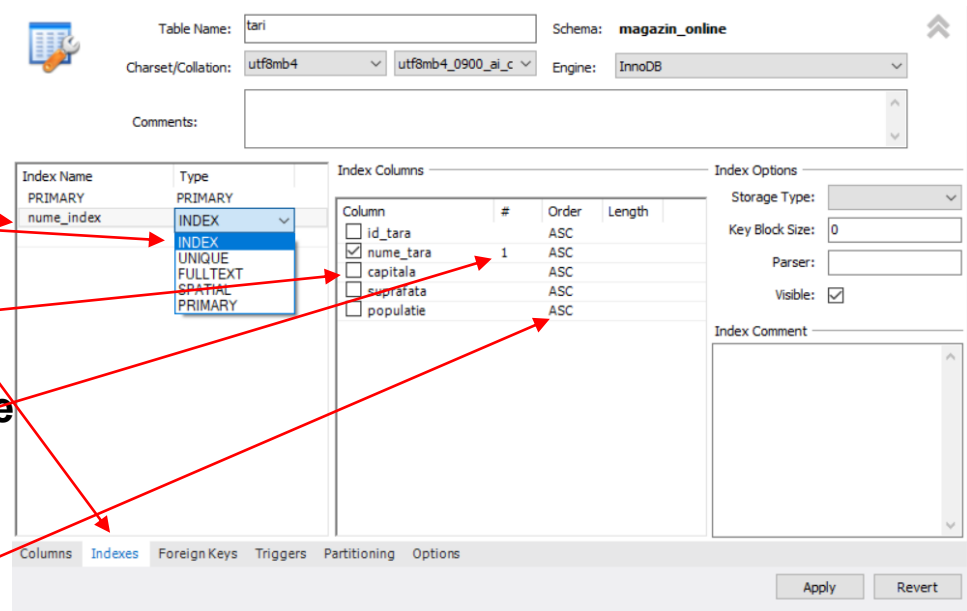 Table Name: tari Schema: magazin_online
Charset/Collation: utf8mb4 utf8mb4_0900_ai_c Engine: InnoDB
Comments:
Index Name Type
PRIMARY PRIMARY
nume_index INDEX
INDEX
UNIQUE
FULLTEXT
SPATIAL
PRIMARY
Index Columns
Column # Order Length
id_tara ASC
nume_tara 1 ASC
capitala ASC
suprafata ASC
populatie ASC
Index Options
Storage Type:
Key Block Size: 0
Parser:
Visible:
Index Comment
e
Columns Indexes Foreign Keys Triggers Partitioning Options
Apply Revert